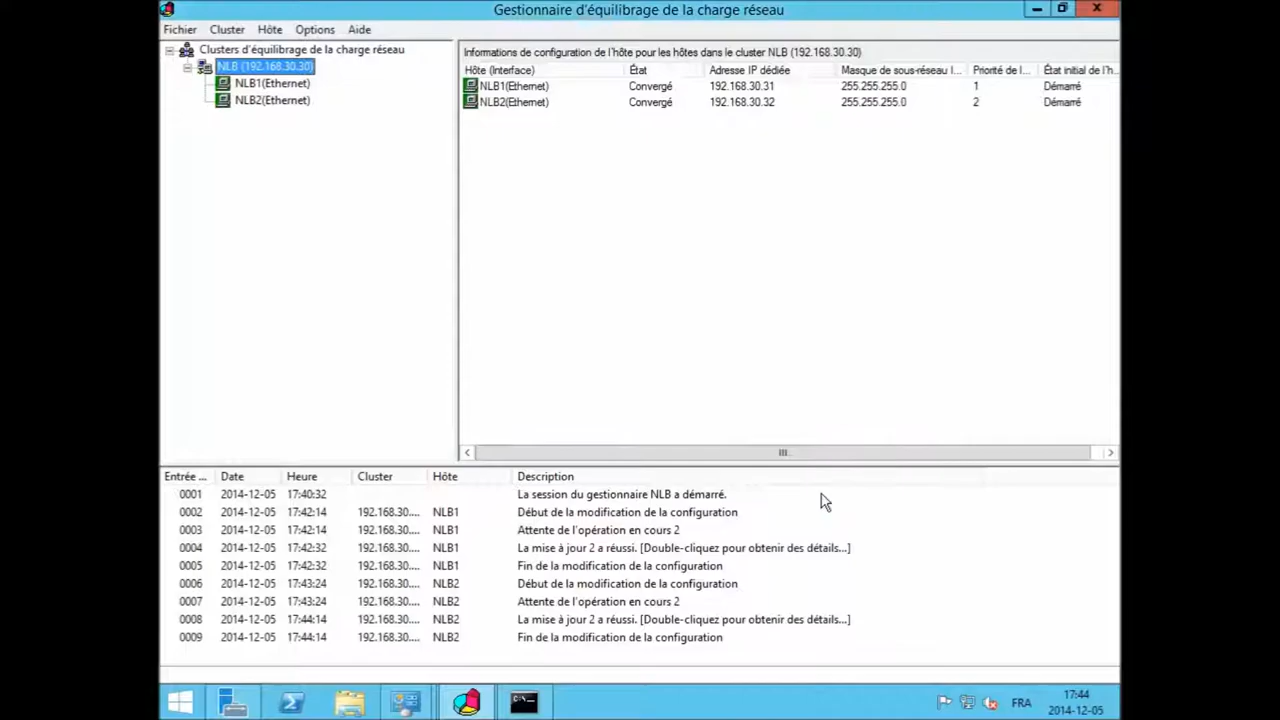 Gestionnaire d'équilibrage de la charge réseau
Fichier Cluster Hôte Options Aide
Clusters d'équilibrage de la charge réseau
NLB (192.168.30.30)
NLB1(Ethernet)
NLB2(Ethernet)
Informations de configuration de l'hôte pour les hôtes dans le cluster NLB (192.168.30.30)
Hôte (Interface) État Adresse IP dédiée Masque de sous-réseau I... Priorité de l... État initial de l'h...
NLB1(Ethernet) Convergé 192.168.30.31 255.255.255.0 1 Démarré
NLB2(Ethernet) Convergé 192.168.30.32 255.255.255.0 2 Démarré
Entrée ... Date Heure Cluster Hôte Description
0001 2014-12-05 17:40:32 La session du gestionnaire NLB a démarré.
0002 2014-12-05 17:42:14 192.168.30.... NLB1 Début de la modification de la configuration
0003 2014-12-05 17:42:14 192.168.30.... NLB1 Attente de l'opération en cours 2
0004 2014-12-05 17:42:32 192.168.30.... NLB1 La mise à jour 2 a réussi. [Double-cliquez pour obtenir des détails...]
0005 2014-12-05 17:42:32 192.168.30.... NLB1 Fin de la modification de la configuration
0006 2014-12-05 17:43:24 192.168.30.... NLB2 Début de la modification de la configuration
0007 2014-12-05 17:43:24 192.168.30.... NLB2 Attente de l'opération en cours 2
0008 2014-12-05 17:44:14 192.168.30.... NLB2 La mise à jour 2 a réussi. [Double-cliquez pour obtenir des détails...]
0009 2014-12-05 17:44:14 192.168.30.... NLB2 Fin de la modification de la configuration
FRA
17:44
2014-12-05